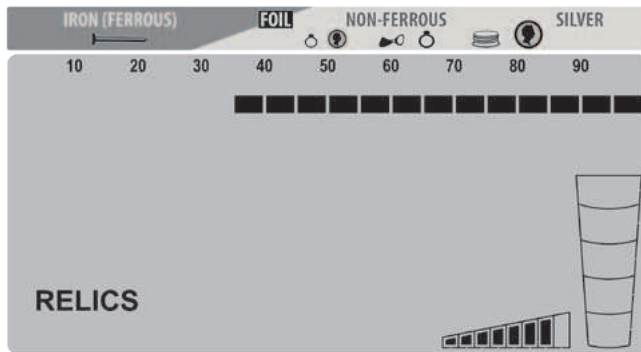 IRON (FERROUS) FOIL NON-FERROUS SILVER
10 20 30 40 50 60 70 80 90
RELICS